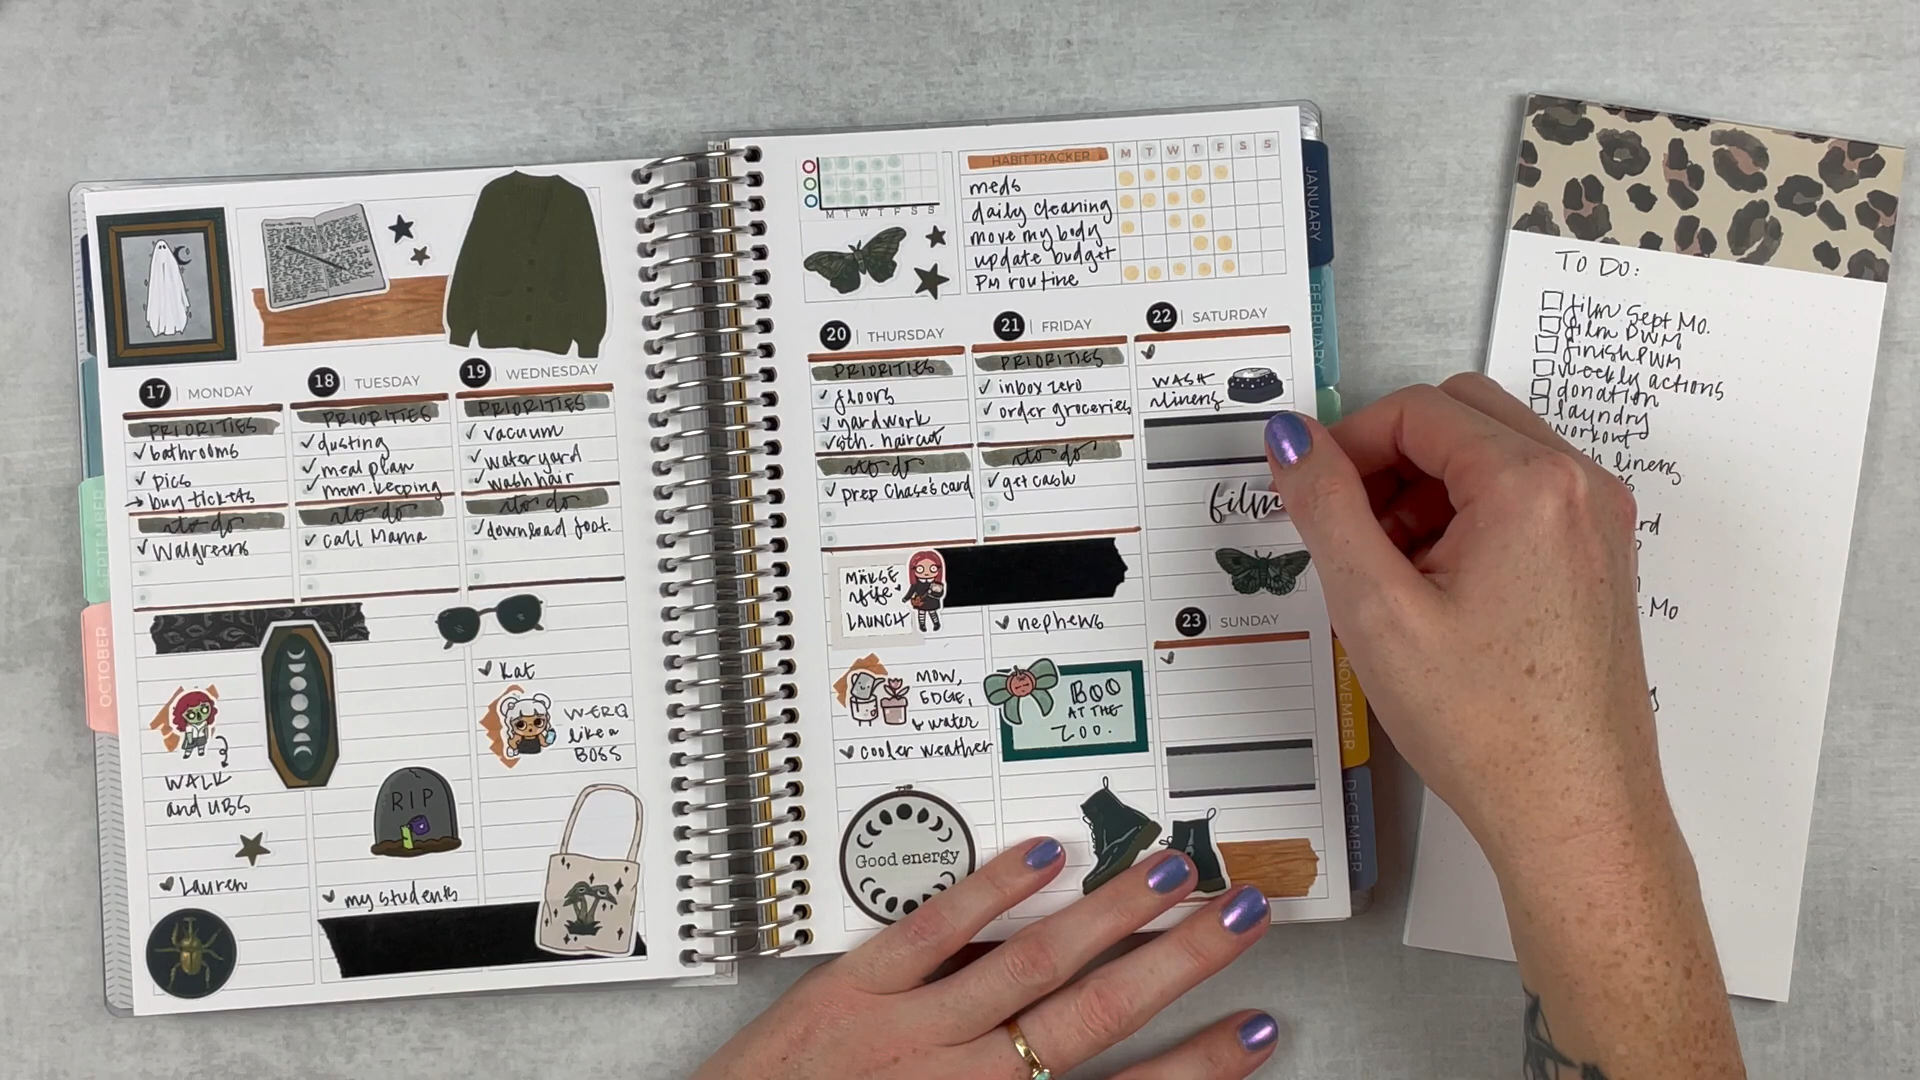 17 | MONDAY
PRIORITIES
✓ bathrooms
✓ pics
→ buy tickets
to do
✓ Walgreens
WALK
and UBS
Lauren
18 | TUESDAY
PRIORITIES
✓ dusting
✓ meal plan
✓ mem. keeping
to do
✓ call Mama
RIP
my students
19 | WEDNESDAY
PRIORITIES
✓ vacuum
✓ water yard
✓ wash hair
to do
✓ download foot.
Kat
WERQ
like a
BOSS
M T W T F S S
HABIT TRACKER M T W T F S S
meds
daily cleaning
move my body
update budget
PM routine
20 | THURSDAY
PRIORITIES
✓ floors
✓ yardwork
✓ sch. haircut
to do
✓ prep Chase's card
LAUNCH
MOW,
EDGE,
& water
cooler weather
Good energy
21 | FRIDAY
PRIORITIES
✓ inbox zero
✓ order groceries
to do
✓ get cash
nephews
BOO
AT THE
ZOO.
22 | SATURDAY
WASH
linens
film
23 | SUNDAY
JANUARY
FEBRUARY
SEPTEMBER
OCTOBER
NOVEMBER
DECEMBER
TO DO:
film Sept Mo.
film PWM
finish PWM
weekly actions
donation
laundry
workout
linens
Mo